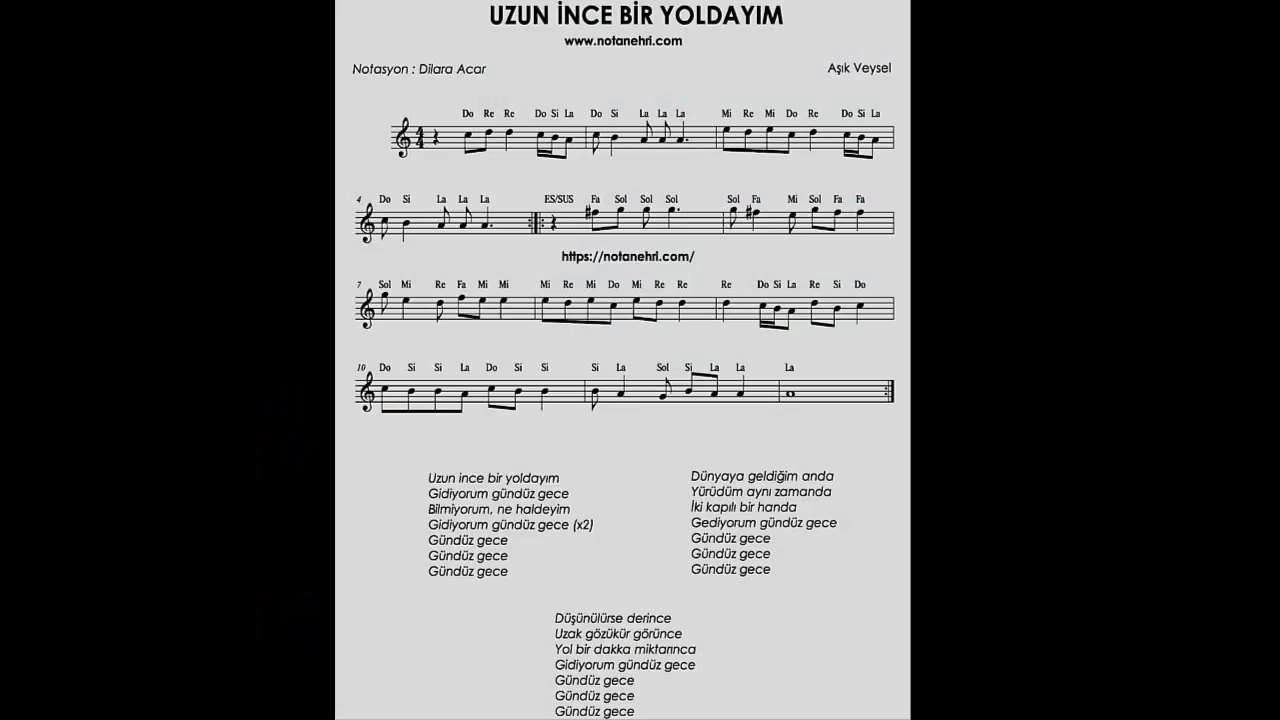 UZUN İNCE BİR YOLDAYIM
www.notanehri.com
Notasyon : Dilara Acar
Aşık Veysel
Do Re Re Do Si La Do Si La La La Mi Re Mi Do Re Do Si La
4 Do Si La La La ES/SUS Fa Sol Sol Sol Sol Fa Mi Sol Fa Fa
https://notanehri.com/
7 Sol Mi Re Fa Mi Mi Mi Re Mi Do Mi Re Re Re Do Si La Re Si Do
10 Do Si Si La Do Si Si Si La Sol Si La La La
Uzun ince bir yoldayım
Gidiyorum gündüz gece
Bilmiyorum, ne haldeyim
Gidiyorum gündüz gece (x2)
Gündüz gece
Gündüz gece
Gündüz gece
Dünyaya geldiğim anda
Yürüdüm aynı zamanda
İki kapılı bir handa
Gediyorum gündüz gece
Gündüz gece
Gündüz gece
Gündüz gece
Düşünülürse derince
Uzak gözükür görünce
Yol bir dakka miktarınca
Gidiyorum gündüz gece
Gündüz gece
Gündüz gece
Gündüz gece